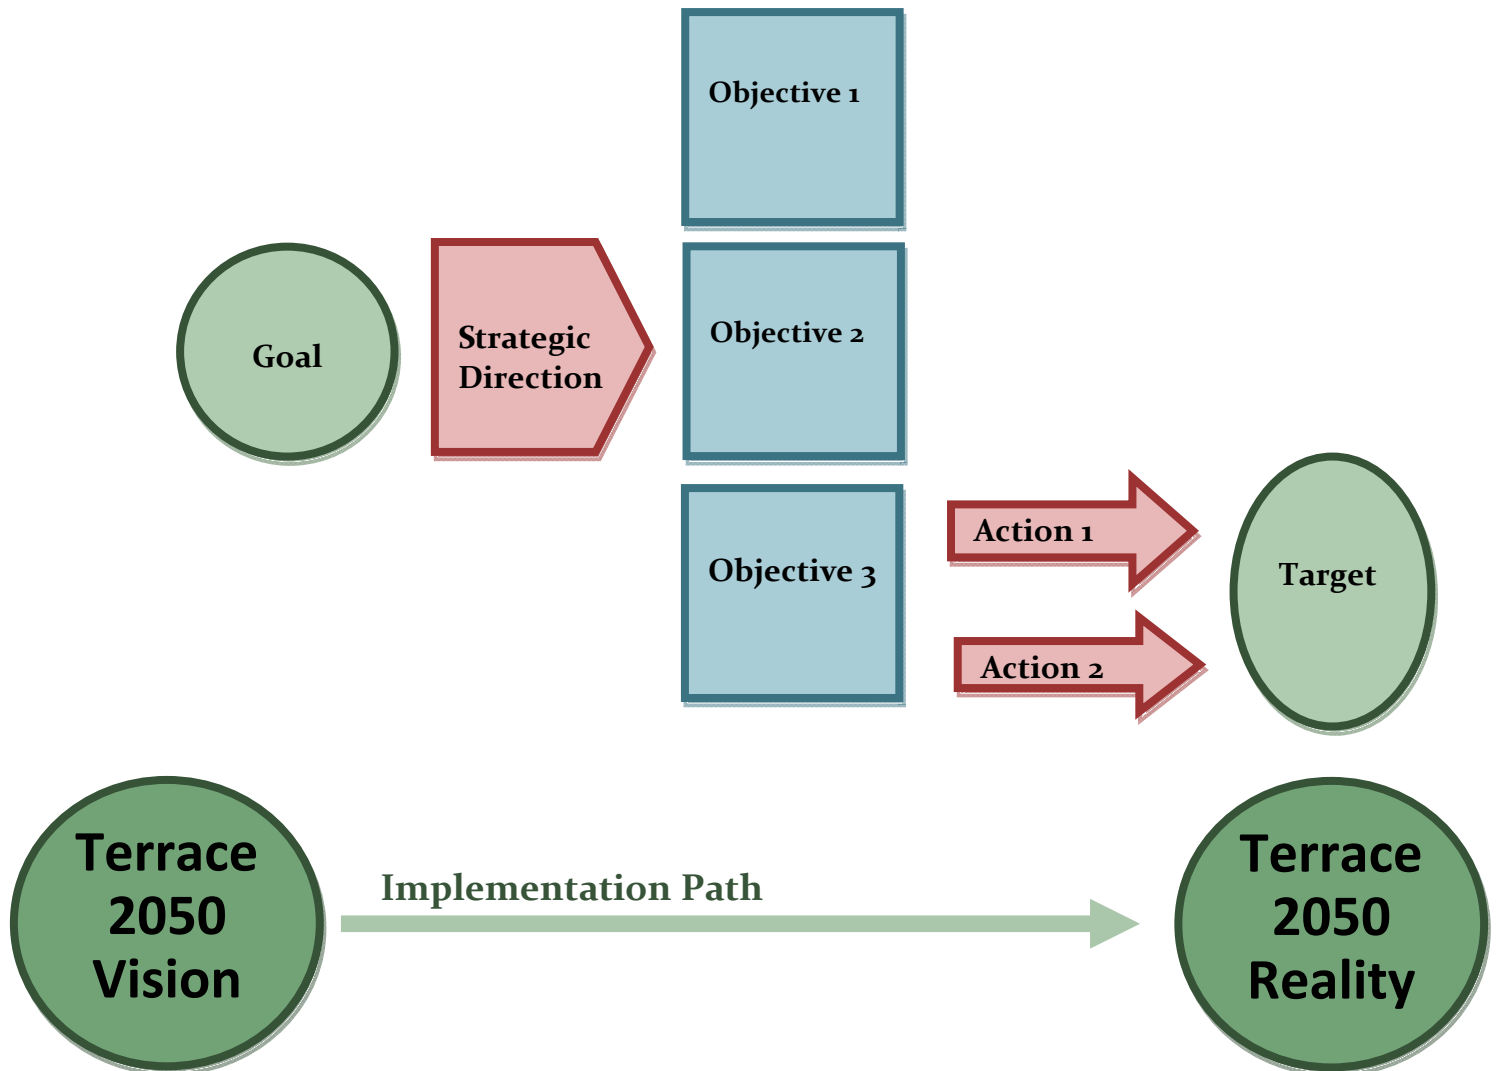 Objective 1
Goal
Strategic
Direction
Objective 2
Objective 3
Action 1
Action 2
Target
Terrace
2050
Vision
Implementation Path
Terrace
2050
Reality